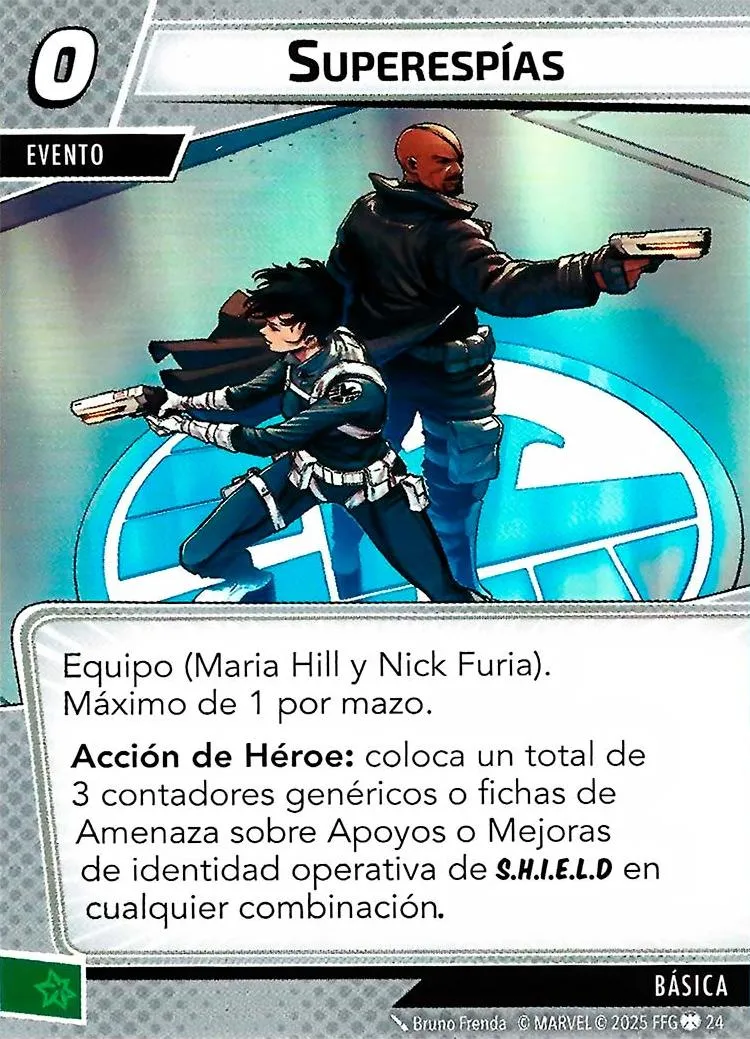 0
SUPERESPÍAS
EVENTO
Equipo (Maria Hill y Nick Furia).
Máximo de 1 por mazo.
Acción de Héroe: coloca un total de
3 contadores genéricos o fichas de
Amenaza sobre Apoyos o Mejoras
de identidad operativa de S.H.I.E.L.D en
cualquier combinación.
BÁSICA
Bruno Frenda © MARVEL © 2025 FFG 24